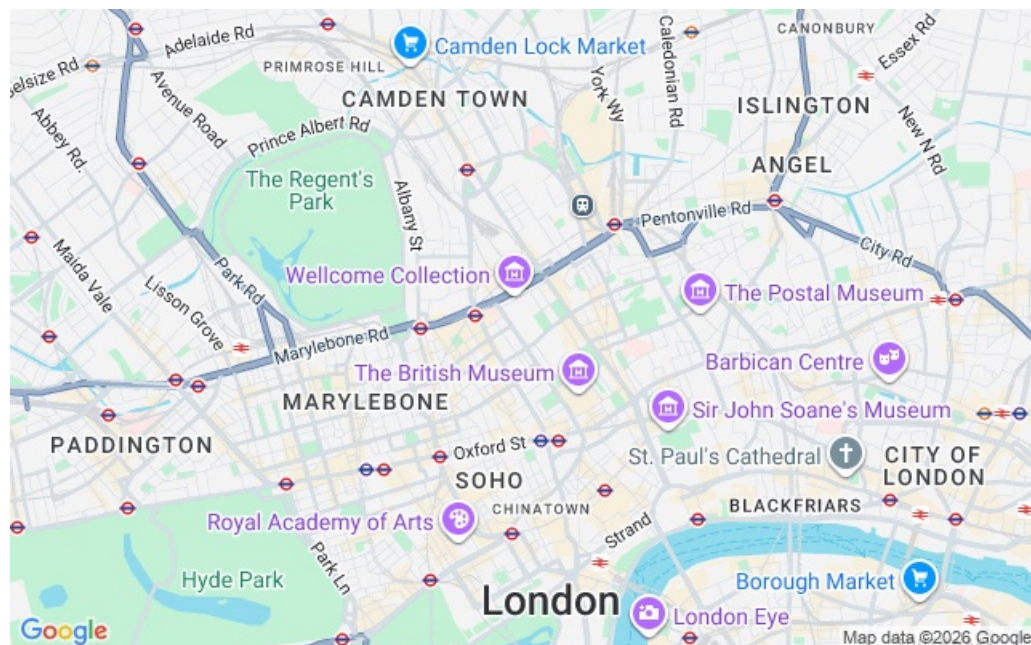 Adelaide Rd
Camden Lock Market
CANONBURY
Essex Rd
elsize Rd
PRIMROSE HILL
Caledonian Rd
York Wy
CAMDEN TOWN
ISLINGTON
Avenue Road
Abbey Rd.
Prince Albert Rd
New N Rd
ANGEL
The Regent's
Park
Albany St
Pentonville Rd
City Rd
Maida Vale
Park Rd
Wellcome Collection
The Postal Museum
Lisson Grove
Marylebone Rd
Barbican Centre
The British Museum
MARYLEBONE
Sir John Soane's Museum
PADDINGTON
Oxford St
St. Paul's Cathedral
CITY OF
LONDON
SOHO
CHINATOWN
BLACKFRIARS
Royal Academy of Arts
Strand
Park Ln
Hyde Park
Borough Market
London
London Eye
Google
Map data ©2026 Google